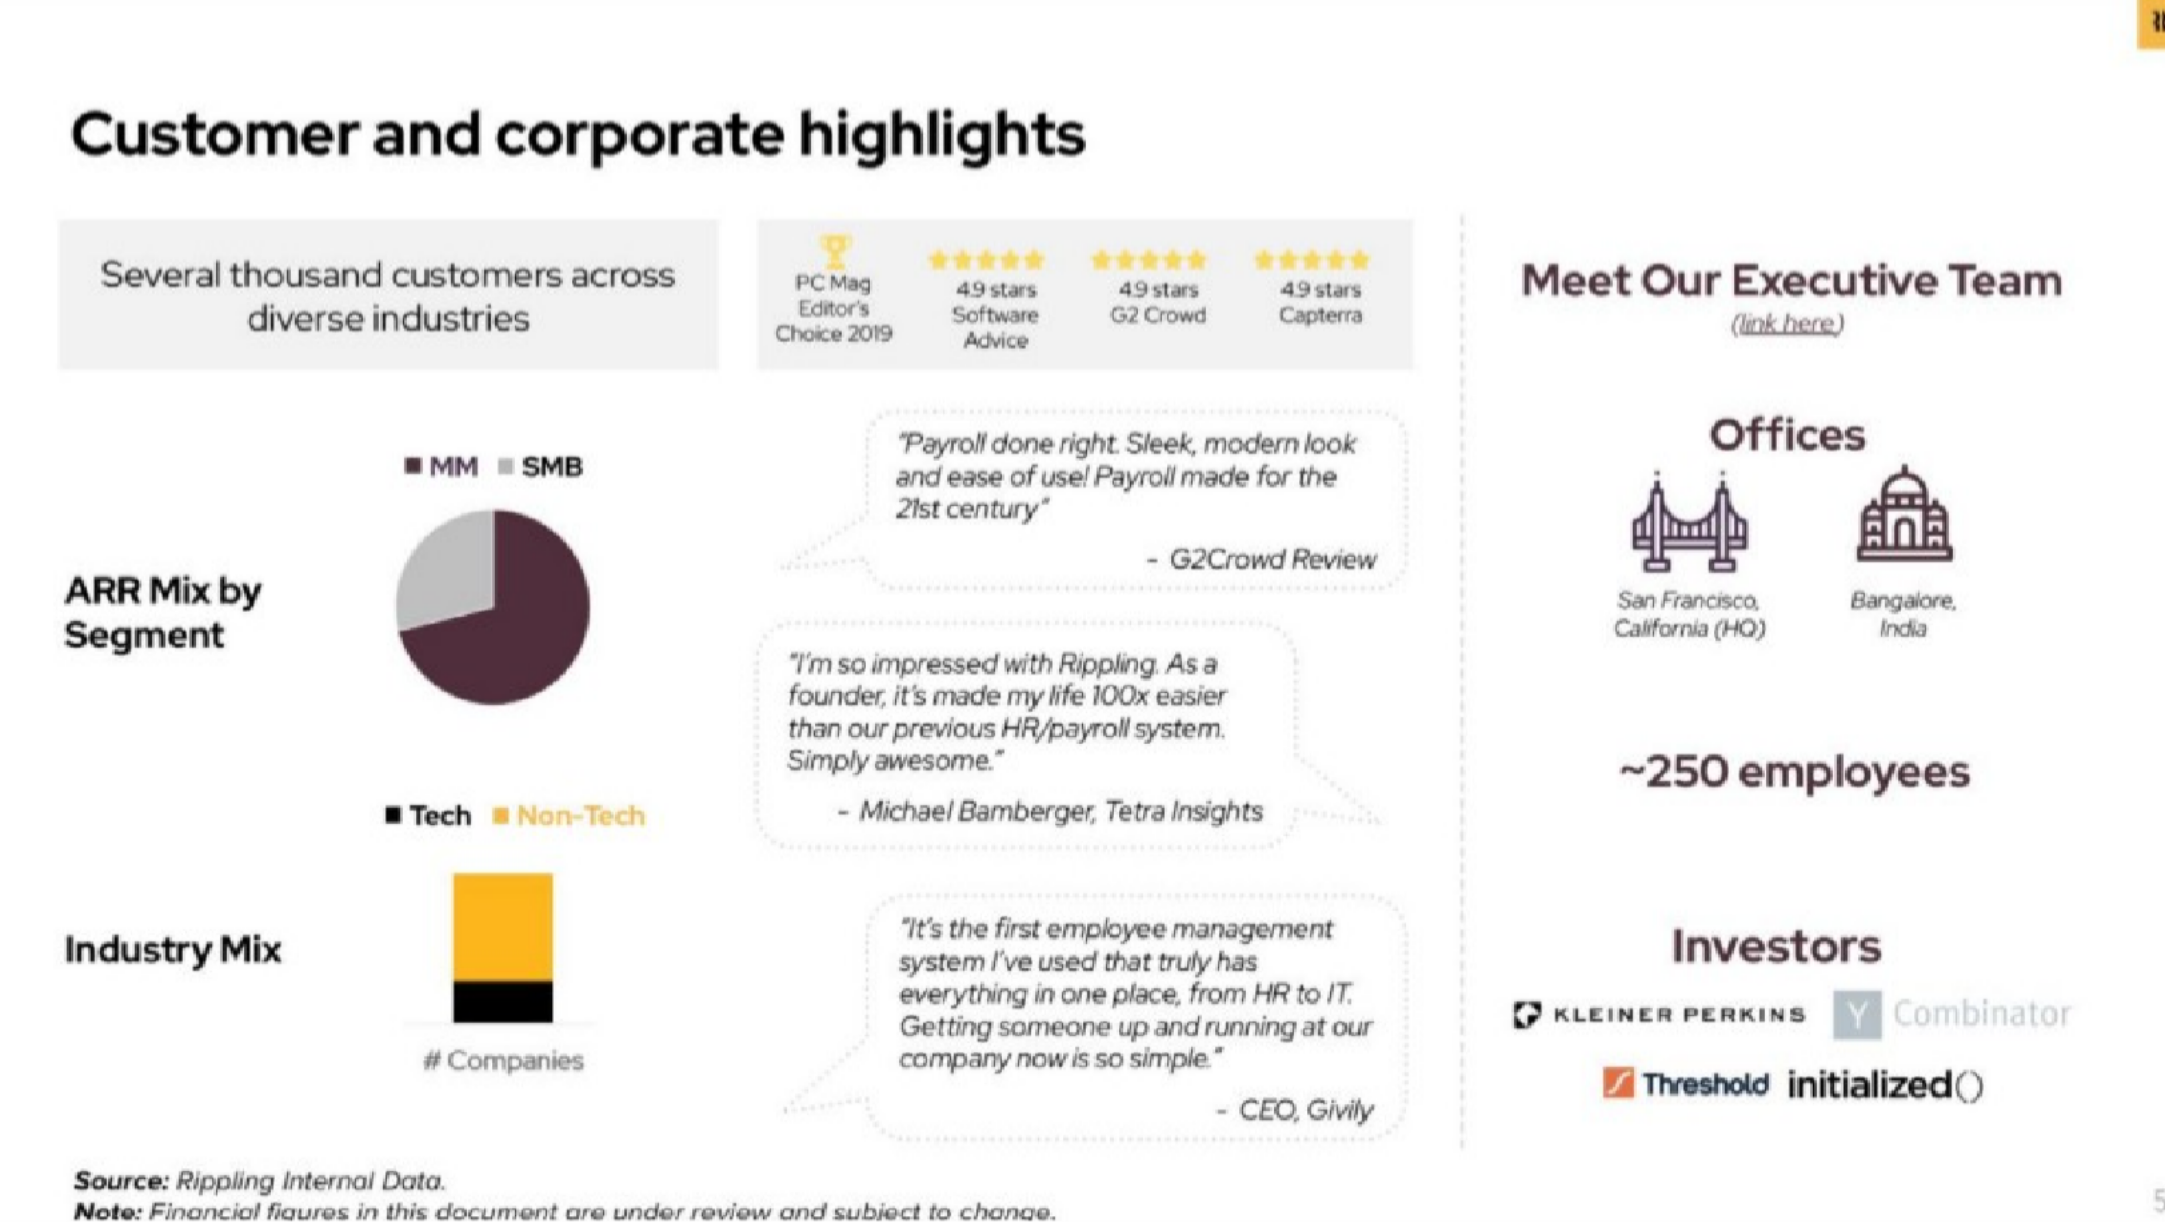 Customer and corporate highlights
Several thousand customers across
diverse industries
PC Mag
Editor's
Choice 2019
4.9 stars
Software
Advice
4.9 stars
G2 Crowd
4.9 stars
Capterra
MM SMB
ARR Mix by
Segment
Tech Non-Tech
Industry Mix
# Companies
"Payroll done right. Sleek, modern look
and ease of use! Payroll made for the
21st century"
- G2Crowd Review
"I'm so impressed with Rippling. As a
founder, it's made my life 100x easier
than our previous HR/payroll system.
Simply awesome."
- Michael Bamberger, Tetra Insights
"It's the first employee management
system I've used that truly has
everything in one place, from HR to IT.
Getting someone up and running at our
company now is so simple."
- CEO, Givily
Meet Our Executive Team
(link here)
Offices
San Francisco,
California (HQ)
Bangalore,
India
~250 employees
Investors
KLEINER PERKINS Y Combinator
Threshold initialized()
Source: Rippling Internal Data.
Note: Financial figures in this document are under review and subject to change.
5